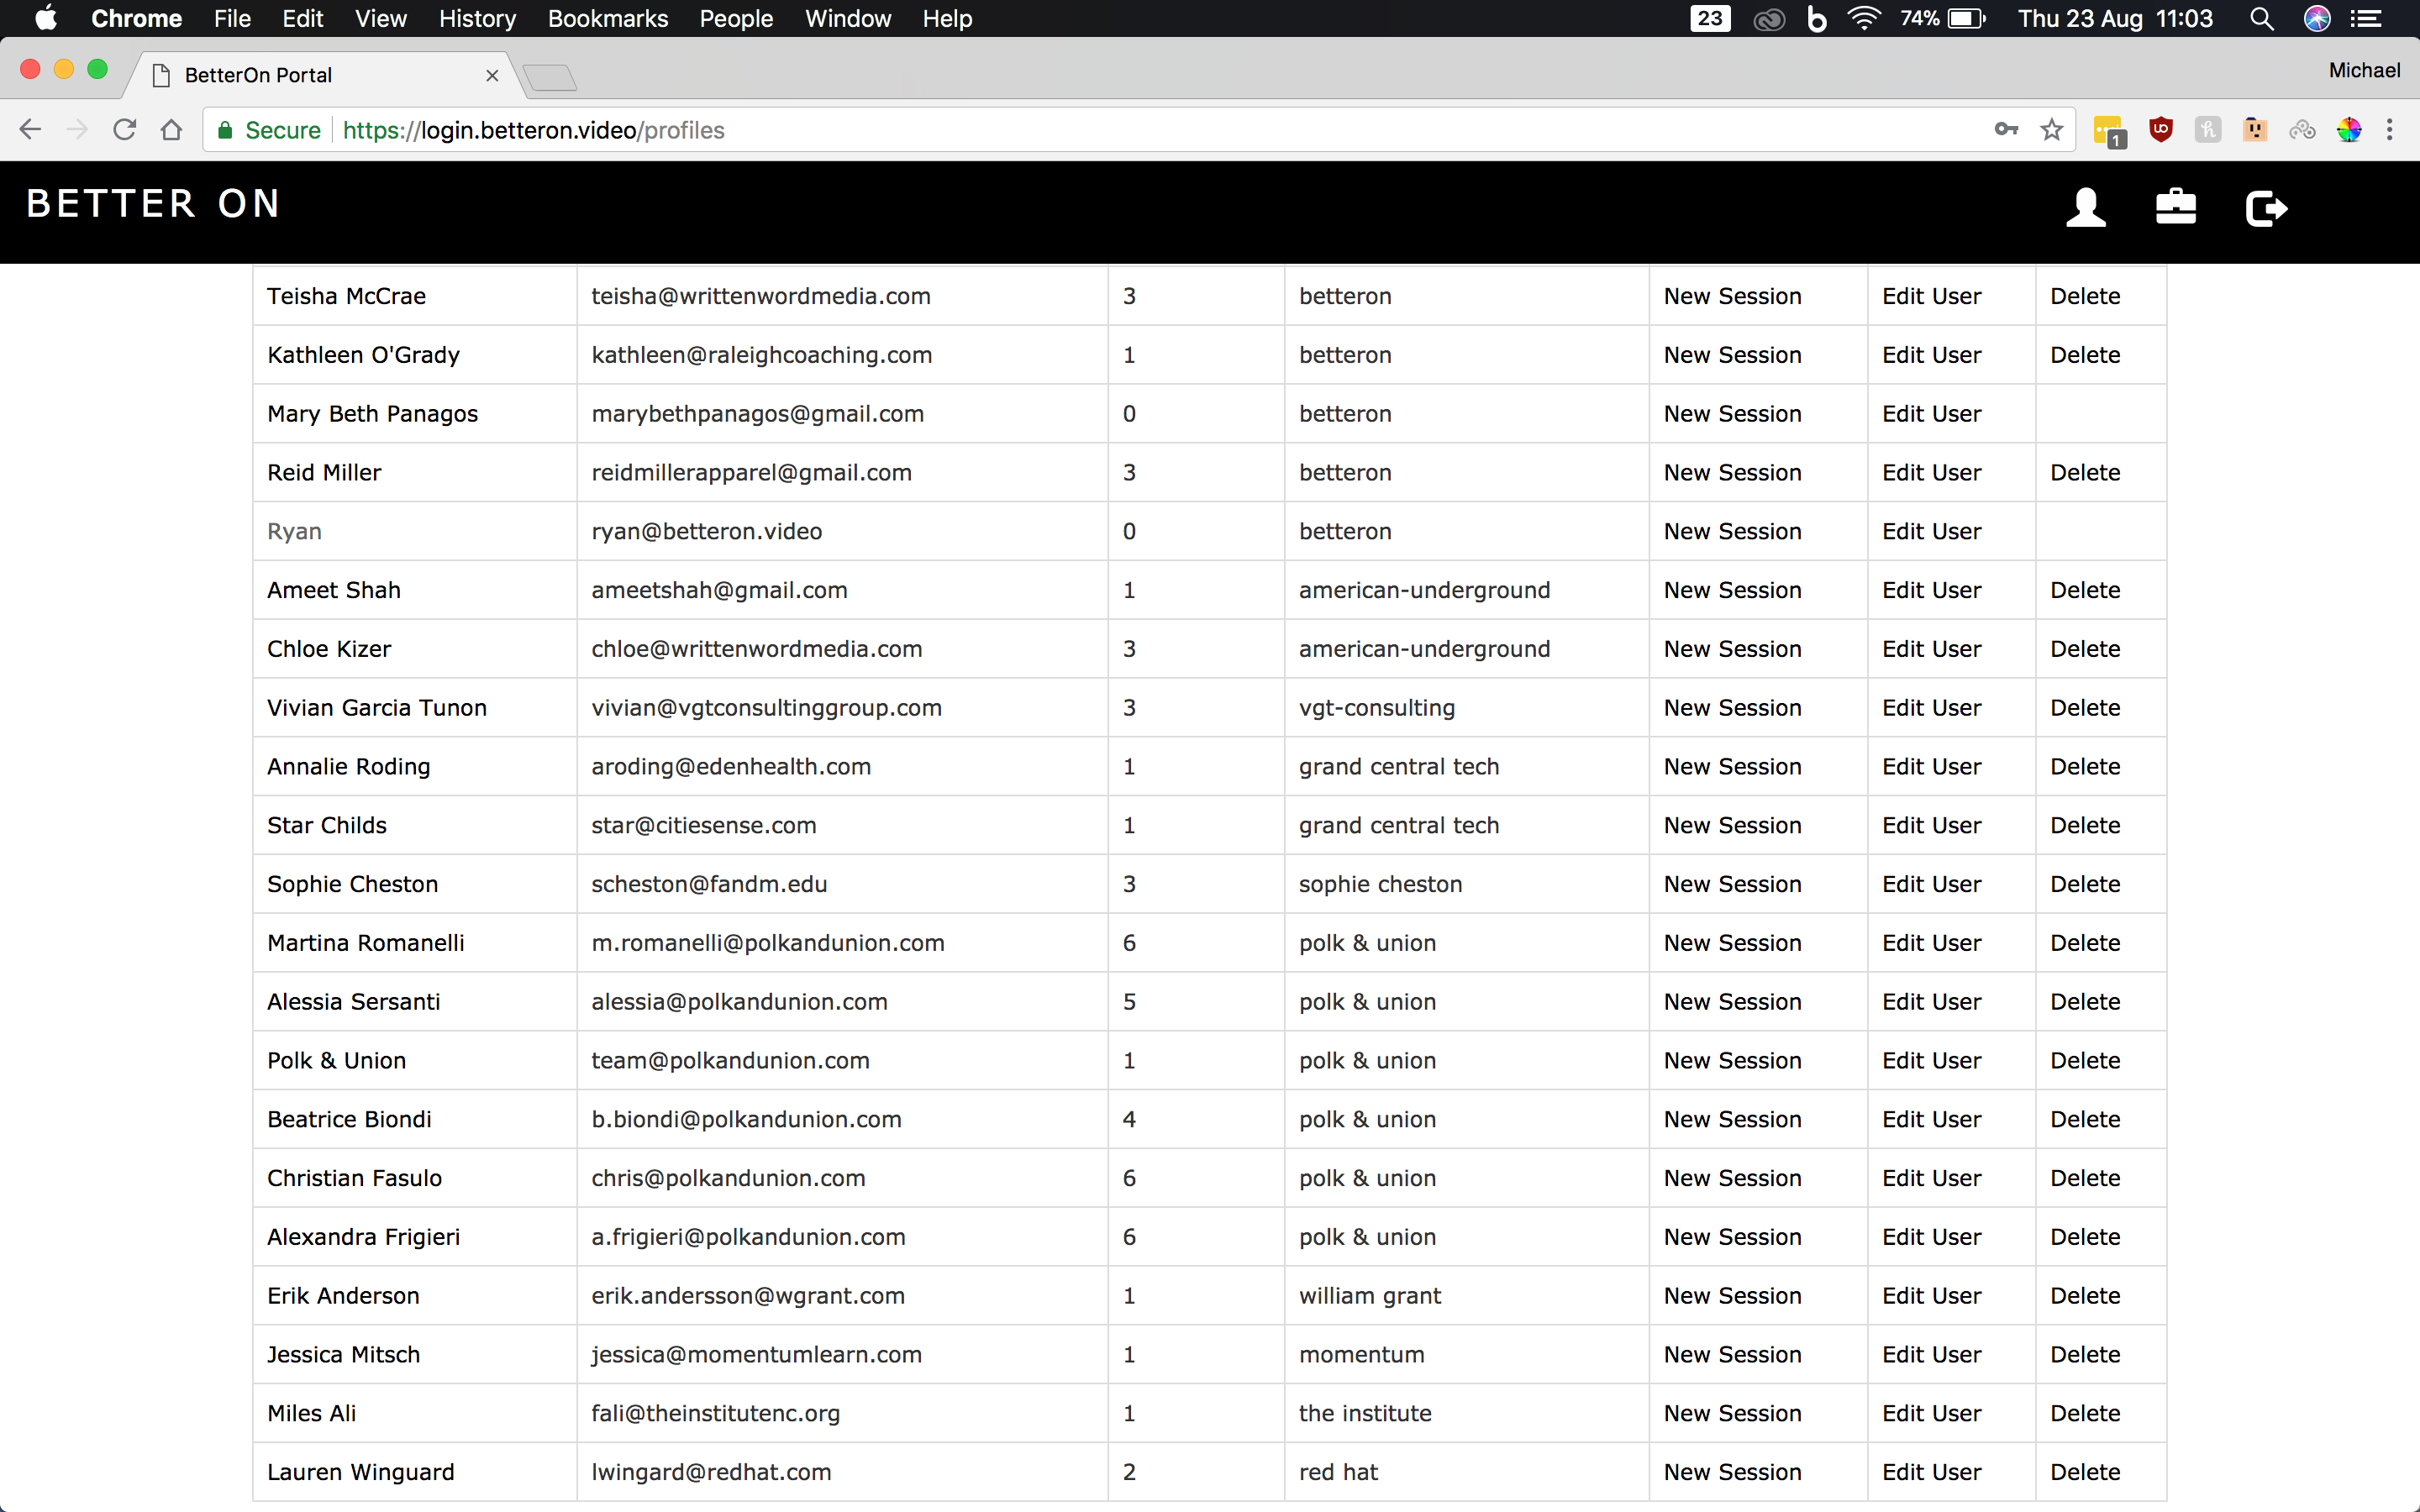 Chrome File Edit View History Bookmarks People Window Help 23 74% Thu 23 Aug 11:03
BetterOn Portal Michael
Secure https://login.betteron.video/profiles 1
BETTER ON
Teisha McCrae teisha@writtenwordmedia.com 3 betteron New Session Edit User Delete
Kathleen O'Grady kathleen@raleighcoaching.com 1 betteron New Session Edit User Delete
Mary Beth Panagos marybethpanagos@gmail.com 0 betteron New Session Edit User
Reid Miller reidmillerapparel@gmail.com 3 betteron New Session Edit User Delete
Ryan ryan@betteron.video 0 betteron New Session Edit User
Ameet Shah ameetshah@gmail.com 1 american-underground New Session Edit User Delete
Chloe Kizer chloe@writtenwordmedia.com 3 american-underground New Session Edit User Delete
Vivian Garcia Tunon vivian@vgtconsultinggroup.com 3 vgt-consulting New Session Edit User Delete
Annalie Roding aroding@edenhealth.com 1 grand central tech New Session Edit User Delete
Star Childs star@citiesense.com 1 grand central tech New Session Edit User Delete
Sophie Cheston scheston@fandm.edu 3 sophie cheston New Session Edit User Delete
Martina Romanelli m.romanelli@polkandunion.com 6 polk & union New Session Edit User Delete
Alessia Sersanti alessia@polkandunion.com 5 polk & union New Session Edit User Delete
Polk & Union team@polkandunion.com 1 polk & union New Session Edit User Delete
Beatrice Biondi b.biondi@polkandunion.com 4 polk & union New Session Edit User Delete
Christian Fasulo chris@polkandunion.com 6 polk & union New Session Edit User Delete
Alexandra Frigieri a.frigieri@polkandunion.com 6 polk & union New Session Edit User Delete
Erik Anderson erik.andersson@wgrant.com 1 william grant New Session Edit User Delete
Jessica Mitsch jessica@momentumlearn.com 1 momentum New Session Edit User Delete
Miles Ali fali@theinstitutenc.org 1 the institute New Session Edit User Delete
Lauren Winguard lwingard@redhat.com 2 red hat New Session Edit User Delete